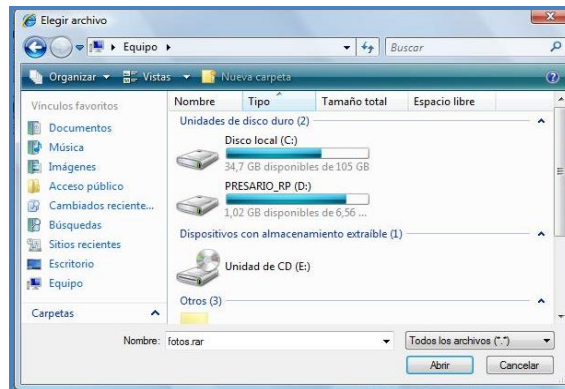 Elegir archivo
Equipo
Buscar
Organizar Vistas Nueva carpeta
Vínculos favoritos
Documentos
Música
Imágenes
Acceso público
Cambiados reciente...
Búsquedas
Sitios recientes
Escritorio
Equipo
Carpetas
Nombre Tipo Tamaño total Espacio libre
Unidades de disco duro (2)
Disco local (C:)
34,7 GB disponibles de 105 GB
PRESARIO_RP (D:)
1,02 GB disponibles de 6,56 ...
Dispositivos con almacenamiento extraíble (1)
Unidad de CD (E:)
Otros (3)
Nombre: fotos.rar Todos los archivos (*.*)
Abrir Cancelar